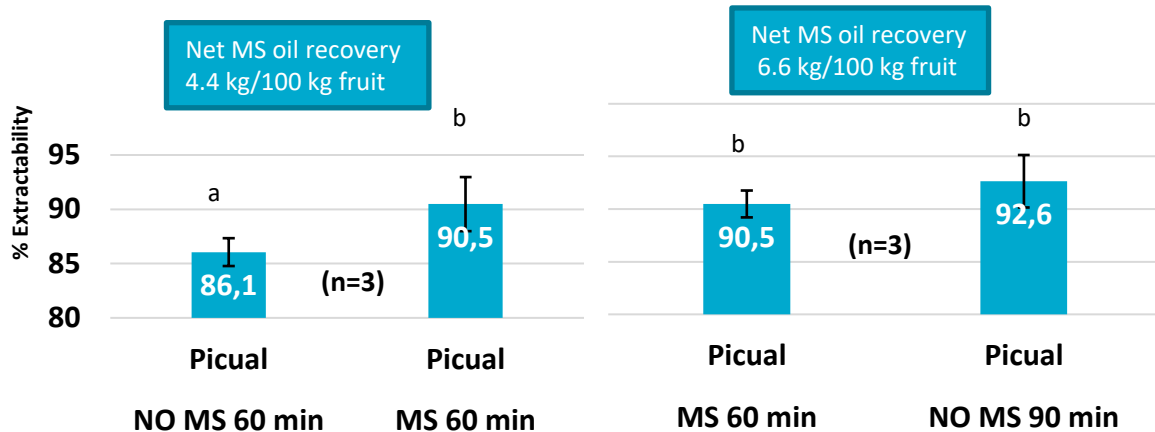 Net MS oil recovery
4.4 kg/100 kg fruit
% Extractability
95
90
85
80
a
b
86,1
90,5
(n=3)
Picual
Picual
NO MS 60 min
MS 60 min
Net MS oil recovery
6.6 kg/100 kg fruit
b
b
90,5
92,6
(n=3)
Picual
Picual
MS 60 min
NO MS 90 min